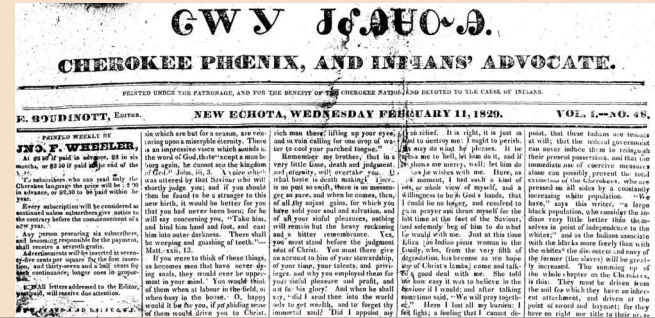 ᏣᎳᎩ
CHEROKEE PHŒNIX, AND INDIANS' ADVOCATE.
PRINTED UNDER THE PATRONAGE, AND FOR THE BENEFIT OF THE CHEROKEE NATION, AND DEVOTED TO THE CAUSE OF INDIANS.
E. BOUDINOTT, Editor. NEW ECHOTA, WEDNESDAY FEBRUARY 11, 1829. VOL. I.—NO. 48.
PRINTED WEEKLY BY
JNO. F. WHEELER,
At $2 50 if paid in advance, $3 in six
months, or $3 50 if paid at the end of the
year.
To subscribers who can read only the
Cherokee language the price will be $2 00
in advance, or $2,50 to be paid within the
year.
Every subscription will be considered as
continued unless subscribers give notice to
the contrary before the commencement of a
new year.
Any person procuring six subscribers,
and becoming responsible for the payment,
shall receive a seventh gratis.
Advertisements will be inserted at seventy-
five cents per square for the first insertion,
and thirty-seven and a half cents for
each continuance; longer ones in proportion.
All letters addressed to the Editor,
post paid, will receive due attention.
sin which are but for a season, are venturing
upon a miserable eternity. There
is an impressive voice which sounds in
the word of God, that "except a man be
born again, he cannot see the kingdom
of God." John, iii, 3. A voice which
was uttered by that Saviour who will
shortly judge you; and if you should
then be found to be a stranger to this
new birth, it would be better for you
that you had never been born; for he
will say concerning you, "Take him,
and bind him hand and foot, and cast
him into outer darkness. There shall
be weeping and gnashing of teeth."—
Matt. xxii, 13.
If you were to think of these things,
as becomes men that have never dying
souls, they would ever be uppermost
in your mind. You would think
of them when at labour in the field, or
when busy in the house. O, happy
would it be for you, if an abiding sense
of them would drive you to Christ.
rich man there, lifting up your eyes,
and in vain calling for one drop of water
to cool your parched tongue."
Remember my brother, that in a
very little time, death and judgment,
and eternity, will overtake you. O
what haste is death making! Time
is no post so swift, there is no messenger
so sure, and when he comes, then,
of all the unjust gains, for which you
have sold your soul and salvation, and
of all your sinful pleasures, nothing
will remain but the heavy reckoning
and a bitter remembrance. Yes,
you must stand before the judgment
seat of Christ. You must there give
an account to him of your stewardship,
of your time, your talents, and privileges,
and why you employed them for
your sinful pleasure and profit, and
not for his glory! And when he shall
say, "did I send thee into the world
only to get wealth, and to forget thy
immortal soul? Did I appoint my
no relief. It is right, it is just in
God to destroy me: I ought to perish.
He may do what he pleases. If he
sends me to hell, let him do it, and if
he shows me mercy, well; let him do
as he wishes with me. Here, as
a moment, I had such a kind of
view of myself, and a
willingness to be in God's hands, that
I could lie no longer, and resolved to
again in prayer and throw myself for the
last time at the feet of the Saviour,
and solemnly beg of him to do what
he would with me. Just at this time
Eliza [an Indian pious woman in the
family, who, from the very filth of
degradation, has become as we hope
one of Christ's lambs,] come and talked
a good deal with me. She told
me how easy it was to believe in the
Saviour if I would; and after talking
some time said, "We will pray together."
Here I lost all my burden; I
felt light; a feeling that I cannot de-
point, that these Indians are tenants
at will; that the federal government
can never induce them to relinquish
their present possession, and that the
immediate use of coercive measures
alone can possibly prevent the total
extinction of the Cherokees, who are
pressed on all sides by a constantly
increasing white population. "We
have," says this writer, "a large
black population, who consider the Indians
very little better than themselves
in point of independence to the
whites;" and as the Indians associate
with the blacks more freely than with
the whites "the discontent and envy of
the former (the slaves) will be greatly
increased. The summing up of
the whole chapter on the Cherokees,
is this: They must be driven from
the soil for which they have an inherent
attachment, and driven at the
point of sword and bayonet; for they
have no right nor title to their